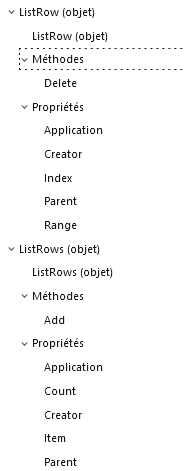 ListRow (objet)
ListRow (objet)
Méthodes
Delete
Propriétés
Application
Creator
Index
Parent
Range
ListRows (objet)
ListRows (objet)
Méthodes
Add
Propriétés
Application
Count
Creator
Item
Parent